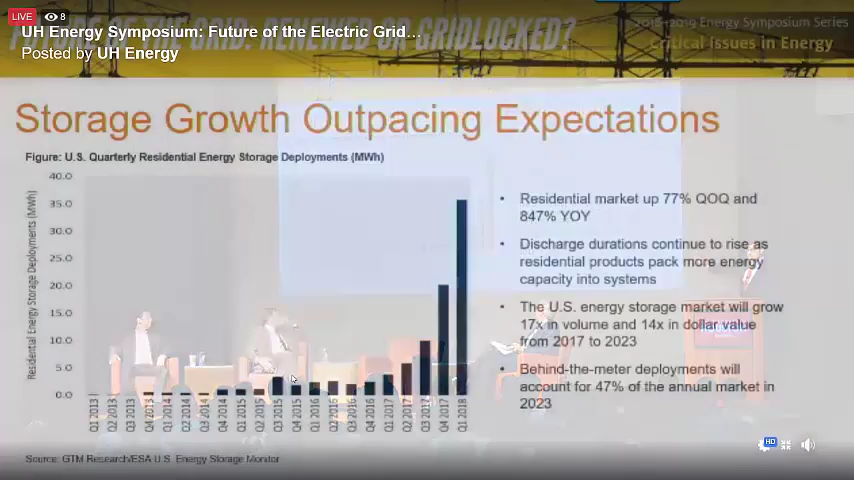 LIVE 8
UH Energy Symposium: Future of the Electric Grid...
Posted by UH Energy
FUTURE OF THE GRID: RENEWED OR GRIDLOCKED?
2018-2019 Energy Symposium Series
Critical Issues in Energy
Storage Growth Outpacing Expectations
Figure: U.S. Quarterly Residential Energy Storage Deployments (MWh)
Residential Energy Storage Deployments (MWh)
40.0
35.0
30.0
25.0
20.0
15.0
10.0
5.0
0.0
Q1 2013
Q2 2013
Q3 2013
Q4 2013
Q1 2014
Q2 2014
Q3 2014
Q4 2014
Q1 2015
Q2 2015
Q3 2015
Q4 2015
Q1 2016
Q2 2016
Q3 2016
Q4 2016
Q1 2017
Q2 2017
Q3 2017
Q4 2017
Q1 2018
• Residential market up 77% QOQ and
847% YOY
• Discharge durations continue to rise as
residential products pack more energy
capacity into systems
• The U.S. energy storage market will grow
17x in volume and 14x in dollar value
from 2017 to 2023
• Behind-the-meter deployments will
account for 47% of the annual market in
2023
HD
Source: GTM Research/ESA U.S. Energy Storage Monitor